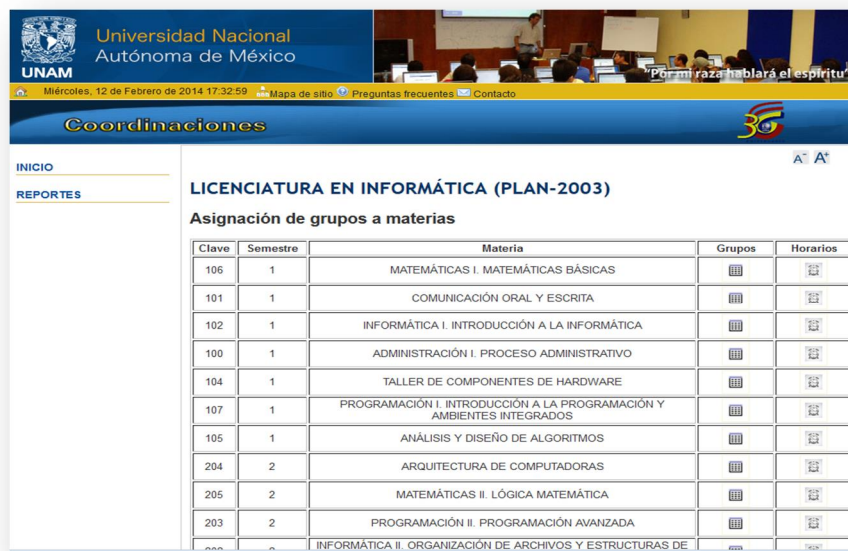 Universidad Nacional
Autónoma de México
UNAM
"Por mi raza hablará el espíritu"
Miércoles, 12 de Febrero de 2014 17:32:59 Mapa de sitio Preguntas frecuentes Contacto
Coordinaciones
36
A- A+
INICIO
REPORTES
LICENCIATURA EN INFORMÁTICA (PLAN-2003)
Asignación de grupos a materias
Clave Semestre Materia Grupos Horarios
106 1 MATEMÁTICAS I. MATEMÁTICAS BÁSICAS
101 1 COMUNICACIÓN ORAL Y ESCRITA
102 1 INFORMÁTICA I. INTRODUCCIÓN A LA INFORMÁTICA
100 1 ADMINISTRACIÓN I. PROCESO ADMINISTRATIVO
104 1 TALLER DE COMPONENTES DE HARDWARE
107 1 PROGRAMACIÓN I. INTRODUCCIÓN A LA PROGRAMACIÓN Y
AMBIENTES INTEGRADOS
105 1 ANÁLISIS Y DISEÑO DE ALGORITMOS
204 2 ARQUITECTURA DE COMPUTADORAS
205 2 MATEMÁTICAS II. LÓGICA MATEMÁTICA
203 2 PROGRAMACIÓN II. PROGRAMACIÓN AVANZADA
INFORMÁTICA II. ORGANIZACIÓN DE ARCHIVOS Y ESTRUCTURAS DE